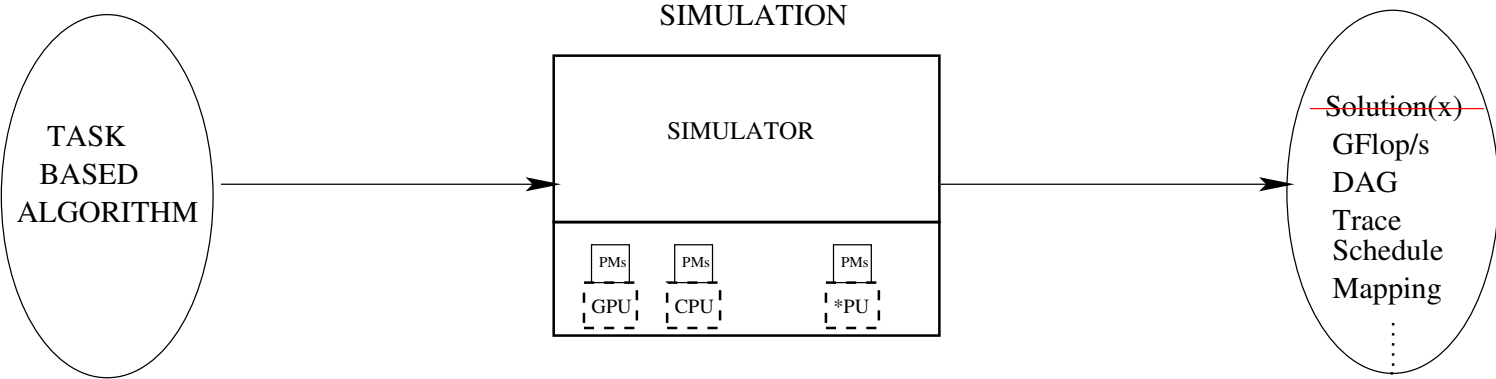 SIMULATION
TASK
BASED
ALGORITHM
SIMULATOR
PMs
PMs
PMs
GPU
CPU
*PU
Solution(x)
GFlop/s
DAG
Trace
Schedule
Mapping